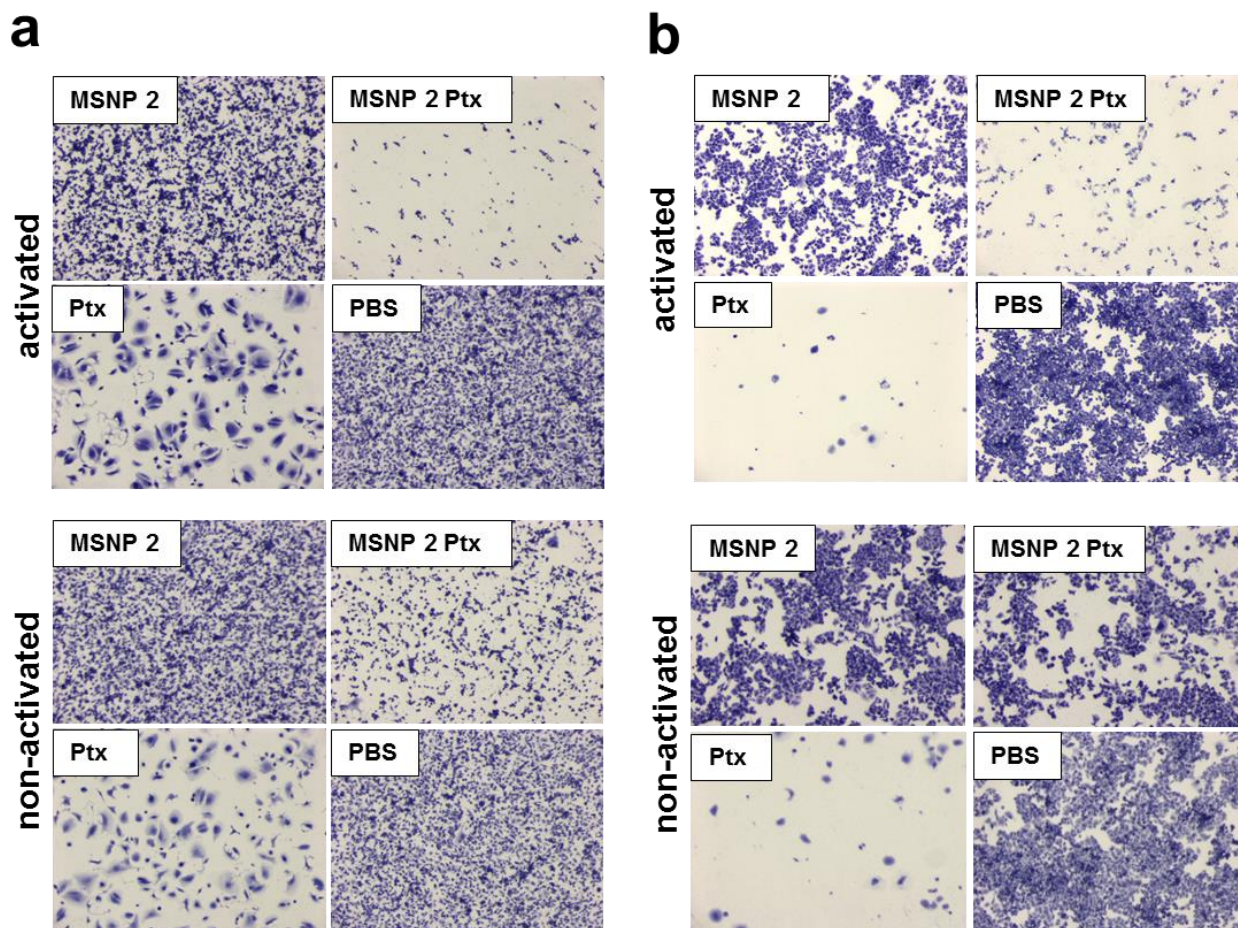 a
activated
MSNP 2
MSNP 2 Ptx
Ptx
PBS
non-activated
MSNP 2
MSNP 2 Ptx
Ptx
PBS
b
activated
MSNP 2
MSNP 2 Ptx
Ptx
PBS
non-activated
MSNP 2
MSNP 2 Ptx
Ptx
PBS